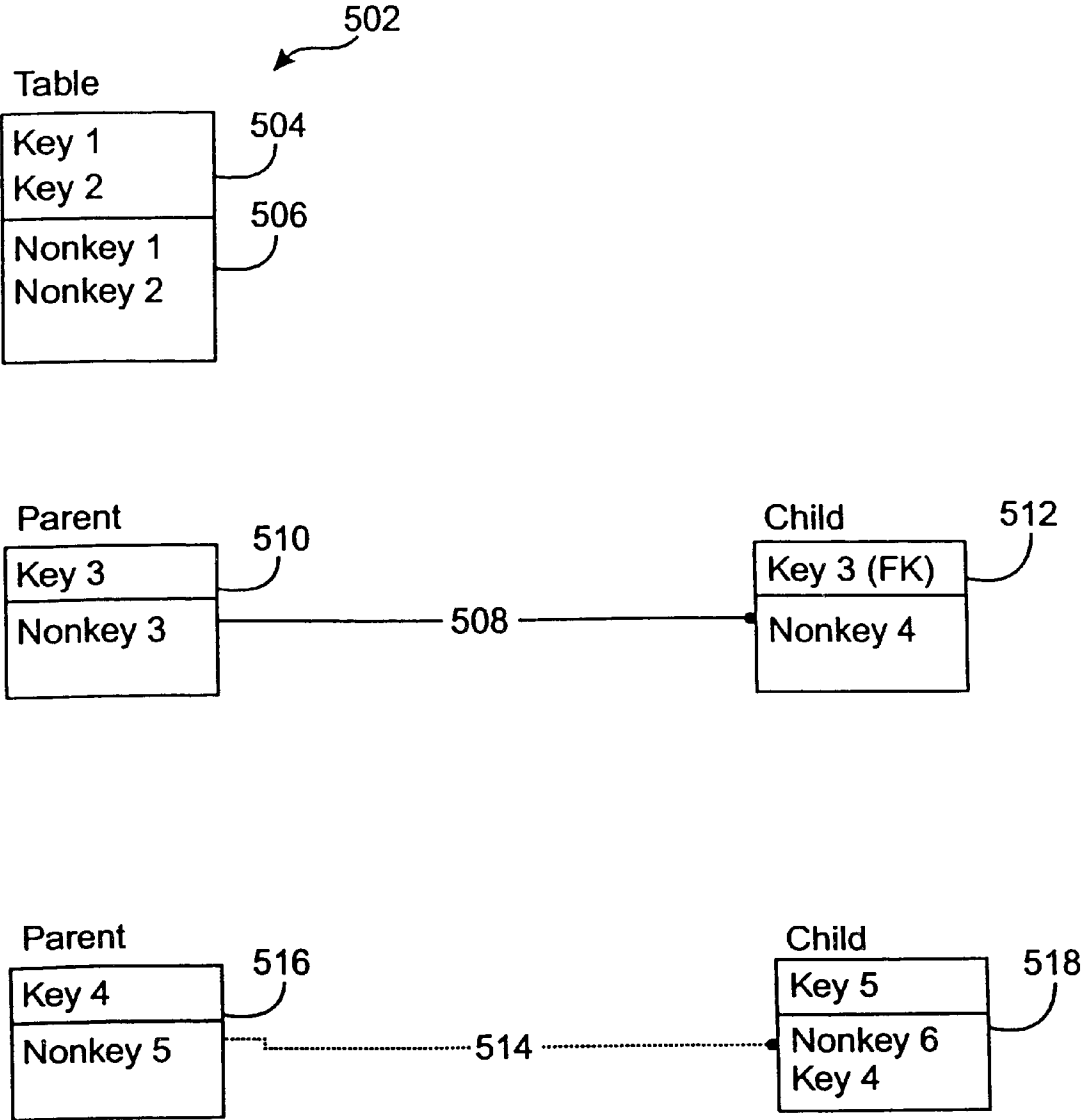 502
Table
Key 1
504
Key 2
506
Nonkey 1
Nonkey 2
Parent
510
Child
512
Key 3
Key 3 (FK)
Nonkey 3
508
Nonkey 4
Parent
516
Child
518
Key 4
Key 5
Nonkey 5
514
Nonkey 6
Key 4